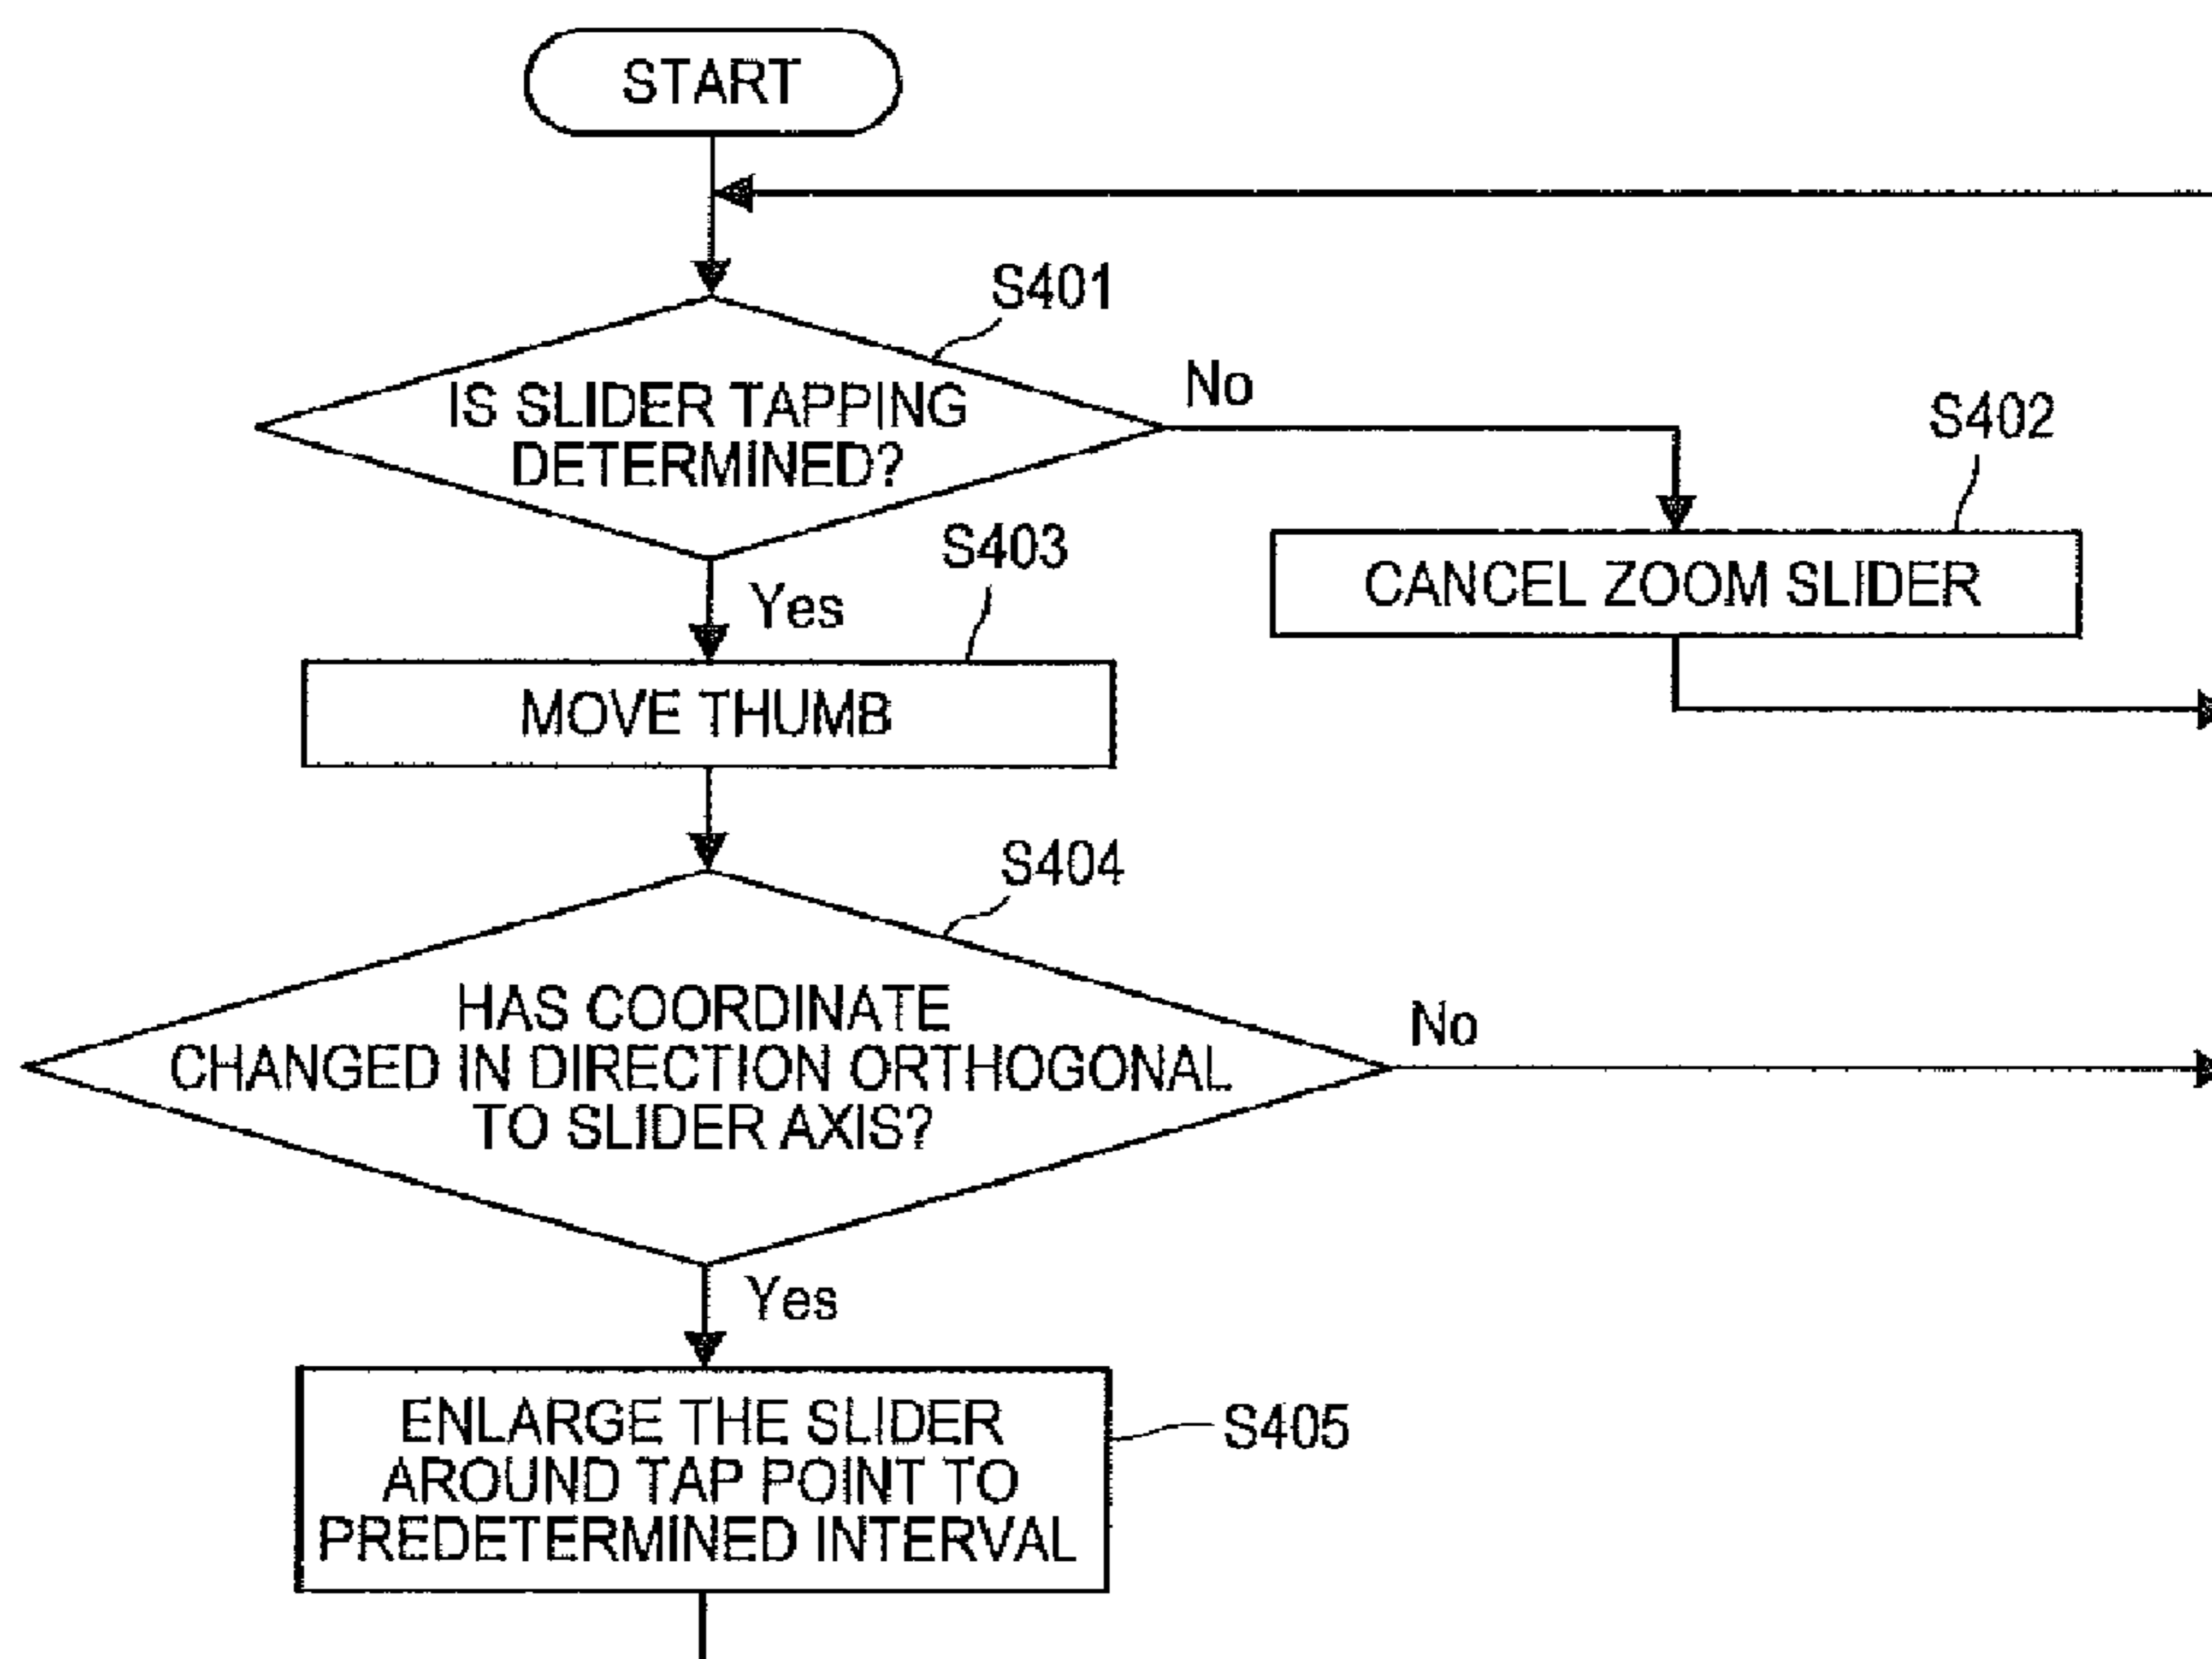 START
S401
IS SLIDER TAPPING
DETERMINED?
No
S402
CANCEL ZOOM SLIDER
Yes
S403
MOVE THUMB
S404
HAS COORDINATE
CHANGED IN DIRECTION ORTHOGONAL
TO SLIDER AXIS?
No
Yes
ENLARGE THE SLIDER
AROUND TAP POINT TO
PREDETERMINED INTERVAL
S405